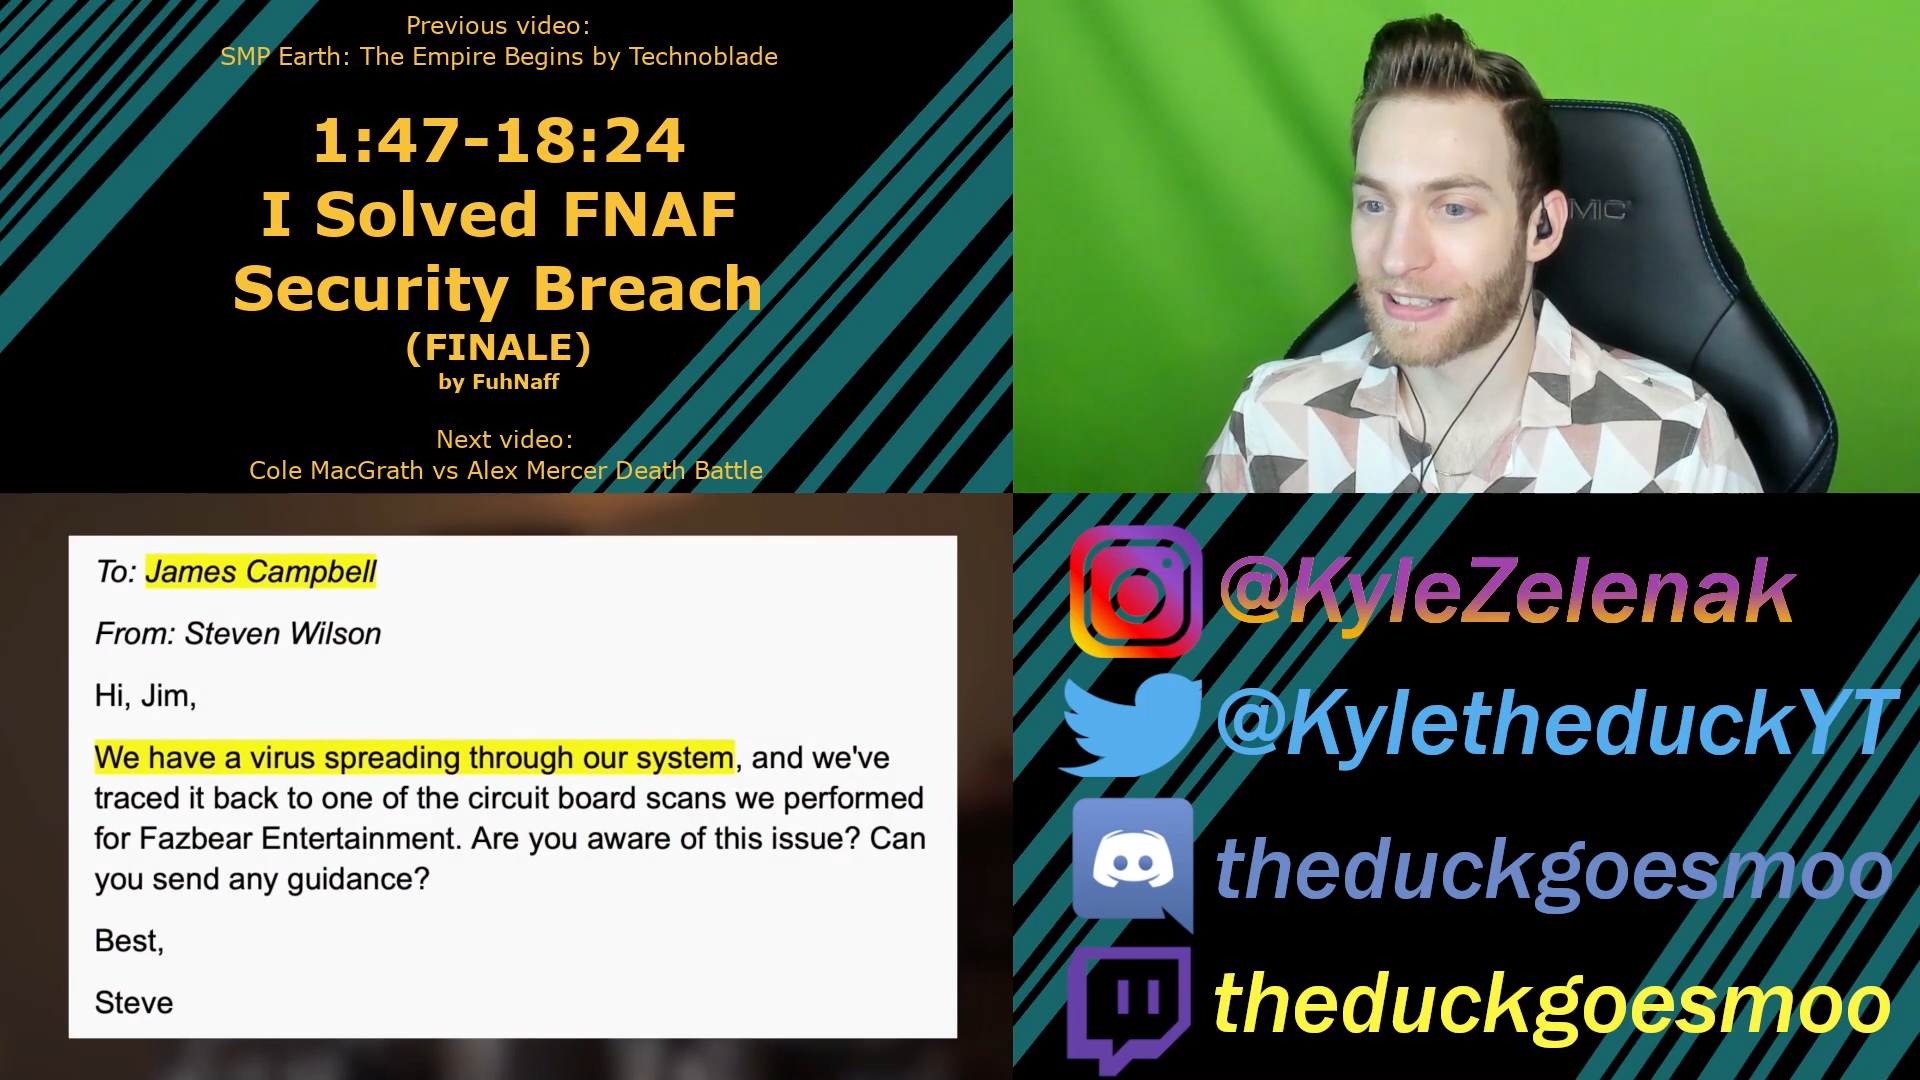 Previous video:
SMP Earth: The Empire Begins by Technoblade
1:47-18:24
I Solved FNAF
Security Breach
(FINALE)
by FuhNaff
Next video:
Cole MacGrath vs Alex Mercer Death Battle
MIC
To: James Campbell
From: Steven Wilson
Hi, Jim,
We have a virus spreading through our system, and we've
traced it back to one of the circuit board scans we performed
for Fazbear Entertainment. Are you aware of this issue? Can
you send any guidance?
Best,
Steve
@KyleZelenak
@KyletheduckYT
theduckgoesmoo
theduckgoesmoo